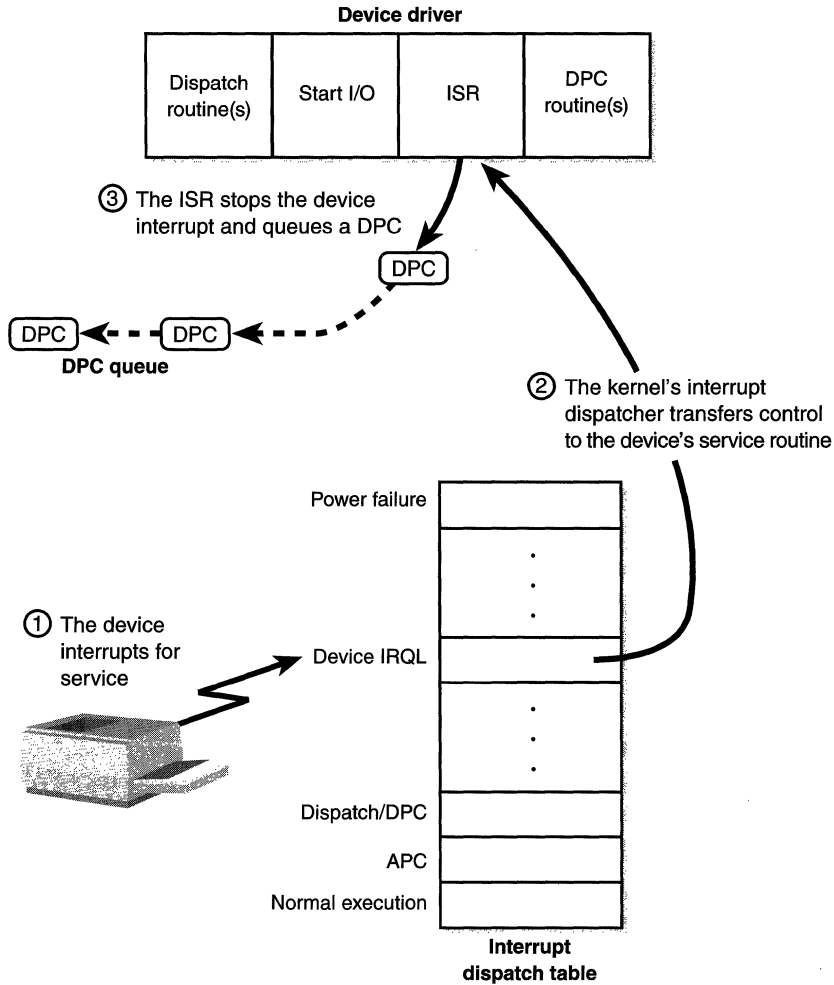 Device driver
Dispatch
routine(s)
Start I/O
ISR
DPC
routine(s)
3 The ISR stops the device
interrupt and queues a DPC
DPC
DPC
DPC
DPC queue
2 The kernel's interrupt
dispatcher transfers control
to the device's service routine
Power failure
1 The device
interrupts for
service
Device IRQL
Dispatch/DPC
APC
Normal execution
Interrupt
dispatch table